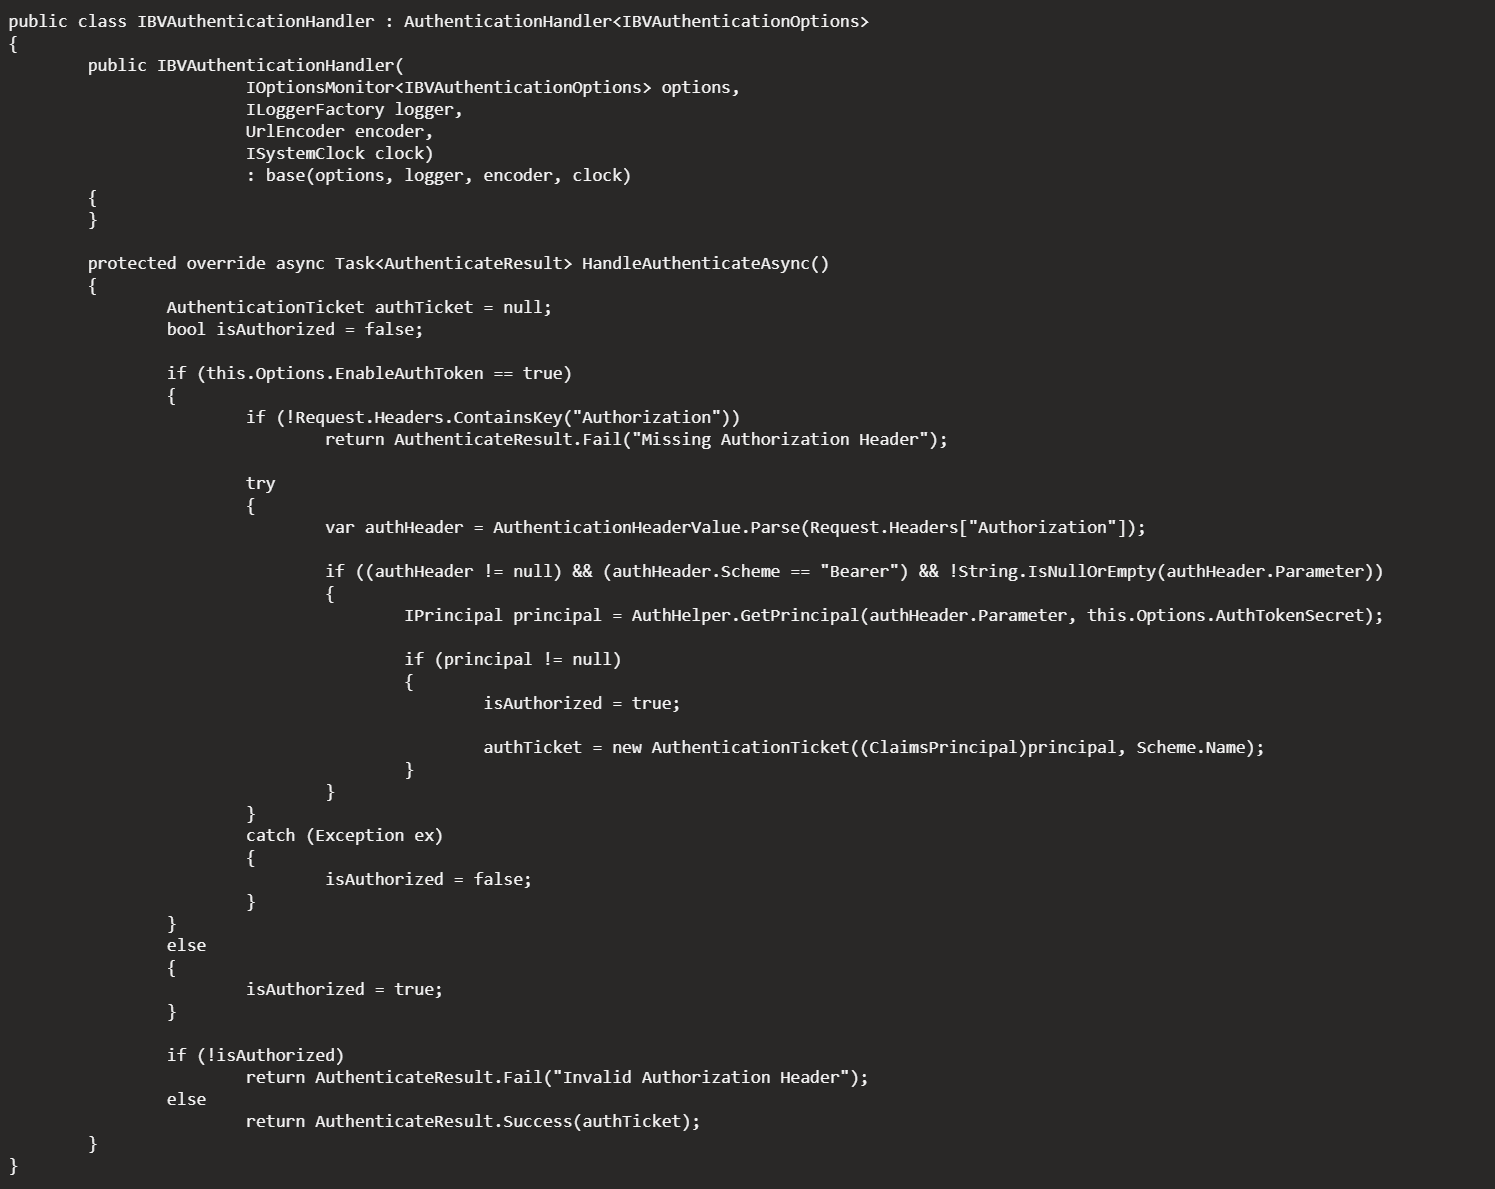 public class IBVAuthenticationHandler : AuthenticationHandler<IBVAuthenticationOptions>
{
        public IBVAuthenticationHandler(
                        IOptionsMonitor<IBVAuthenticationOptions> options,
                        ILoggerFactory logger,
                        UrlEncoder encoder,
                        ISystemClock clock)
                        : base(options, logger, encoder, clock)
        {
        }

        protected override async Task<AuthenticateResult> HandleAuthenticateAsync()
        {
                AuthenticationTicket authTicket = null;
                bool isAuthorized = false;

                if (this.Options.EnableAuthToken == true)
                {
                        if (!Request.Headers.ContainsKey("Authorization"))
                                return AuthenticateResult.Fail("Missing Authorization Header");

                        try
                        {
                                var authHeader = AuthenticationHeaderValue.Parse(Request.Headers["Authorization"]);

                                if ((authHeader != null) && (authHeader.Scheme == "Bearer") && !String.IsNullOrEmpty(authHeader.Parameter))
                                {
                                        IPrincipal principal = AuthHelper.GetPrincipal(authHeader.Parameter, this.Options.AuthTokenSecret);

                                        if (principal != null)
                                        {
                                                isAuthorized = true;

                                                authTicket = new AuthenticationTicket((ClaimsPrincipal)principal, Scheme.Name);
                                        }
                                }
                        }
                        catch (Exception ex)
                        {
                                isAuthorized = false;
                        }
                }
                else
                {
                        isAuthorized = true;
                }

                if (!isAuthorized)
                        return AuthenticateResult.Fail("Invalid Authorization Header");
                else
                        return AuthenticateResult.Success(authTicket);
        }
}